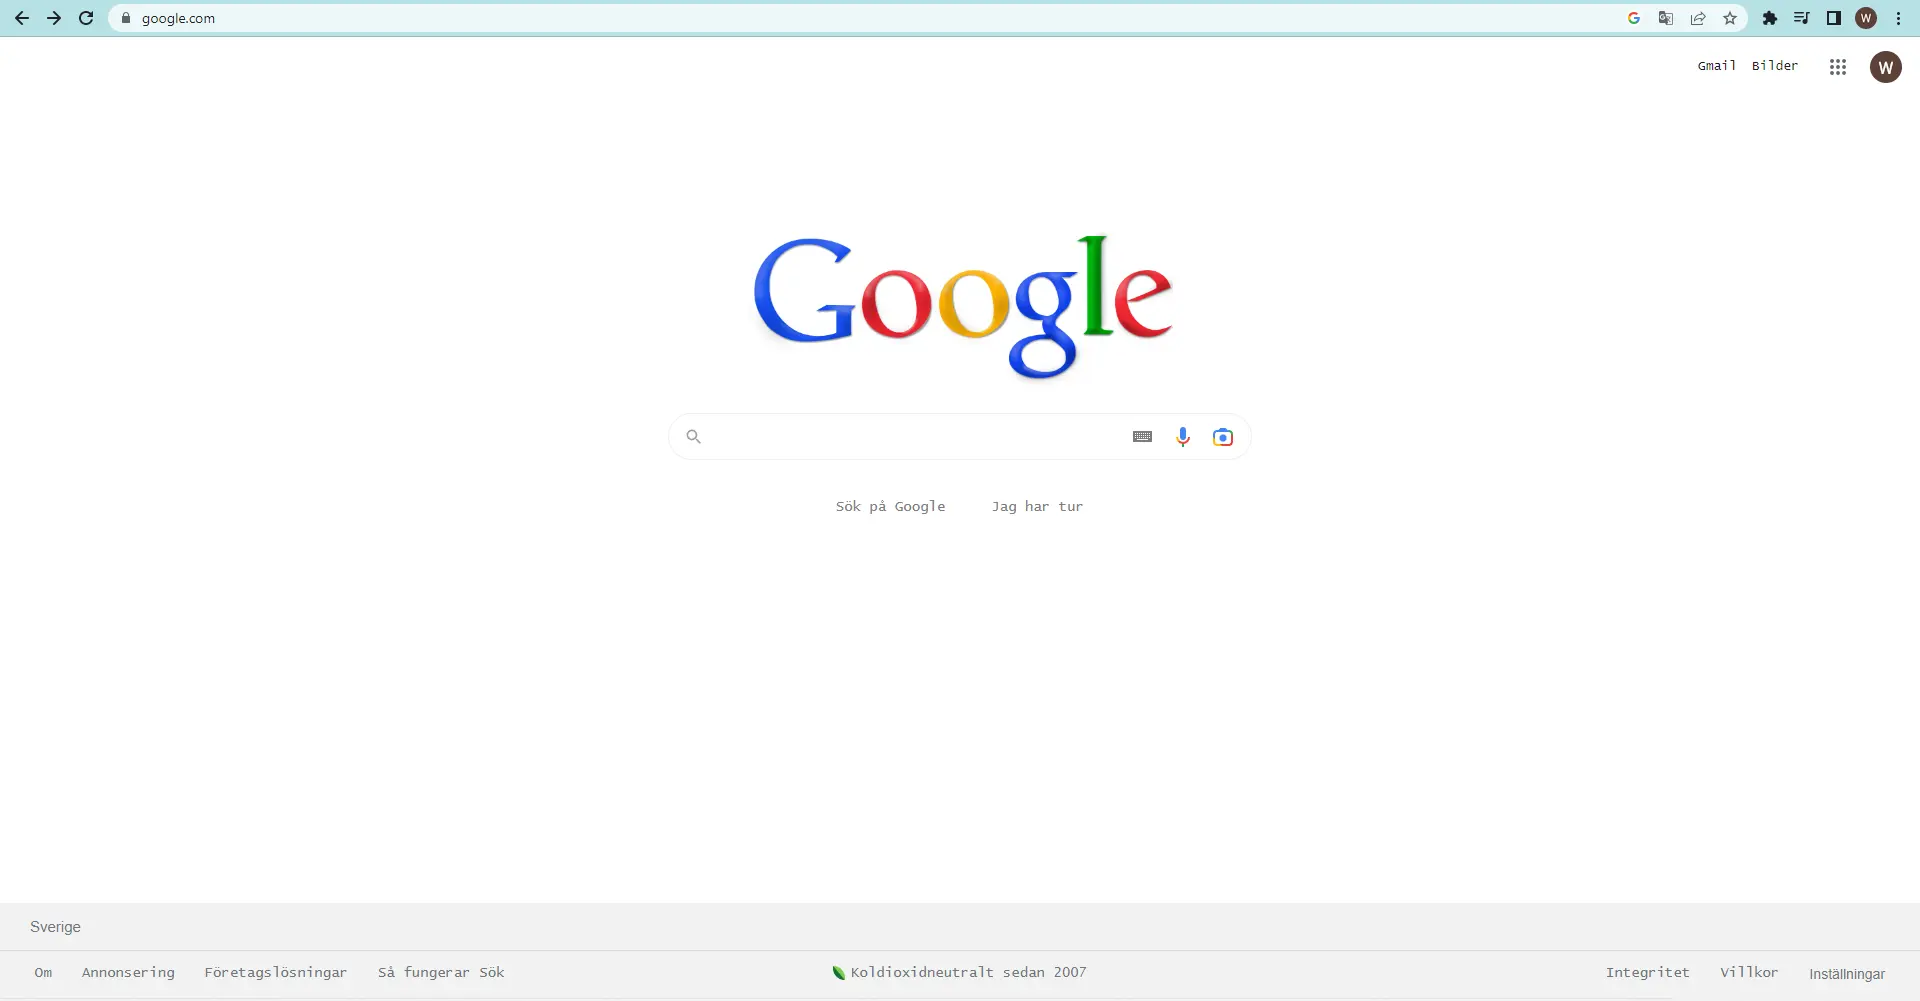 google.com
W
Gmail Bilder W
Google
Sök på Google Jag har tur
Sverige
Om Annonsering Företagslösningar Så fungerar Sök Koldioxidneutralt sedan 2007 Integritet Villkor Inställningar